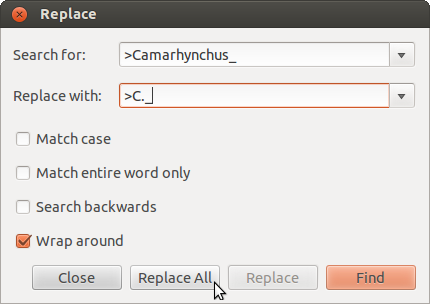 Replace
Search for: >Camarhynchus_
Replace with: >C._
Match case
Match entire word only
Search backwards
Wrap around
Close Replace All Replace Find